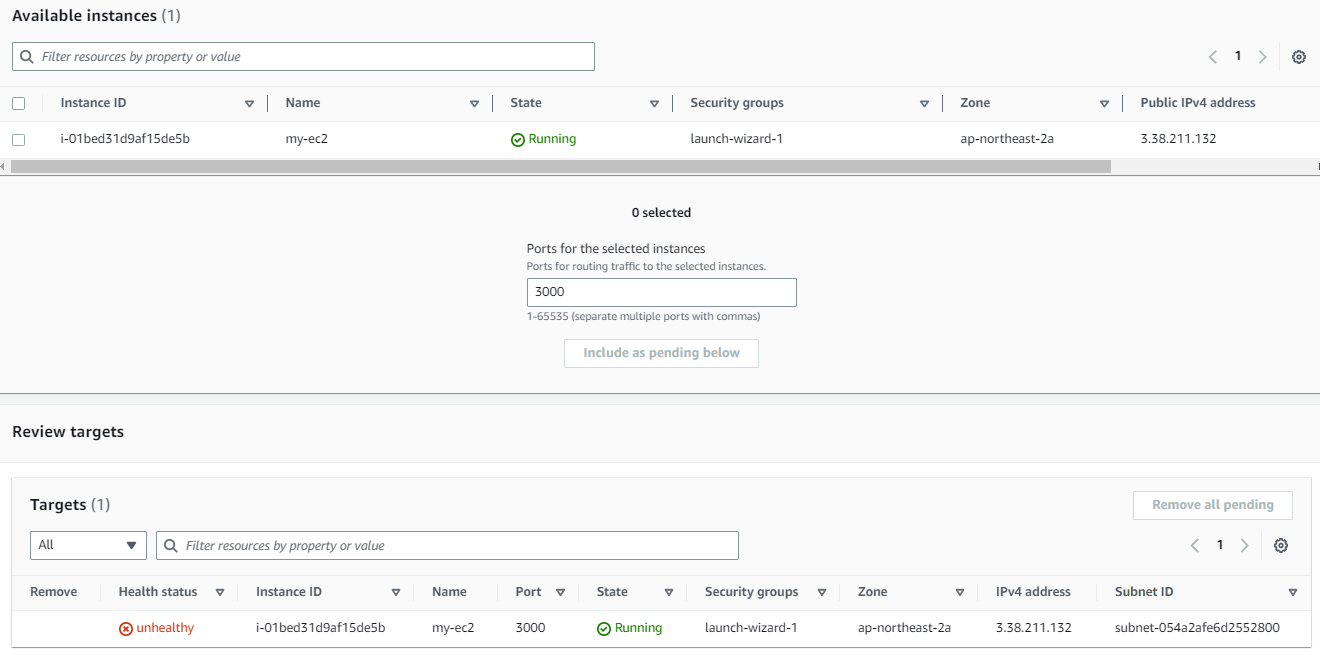 Available instances (1)
Filter resources by property or value
1
Instance ID Name State Security groups Zone Public IPv4 address
i-01bed31d9af15de5b my-ec2 Running launch-wizard-1 ap-northeast-2a 3.38.211.132
0 selected
Ports for the selected instances
Ports for routing traffic to the selected instances.
3000
1-65535 (separate multiple ports with commas)
Include as pending below
Review targets
Targets (1) Remove all pending
All Filter resources by property or value 1
Remove Health status Instance ID Name Port State Security groups Zone IPv4 address Subnet ID
unhealthy i-01bed31d9af15de5b my-ec2 3000 Running launch-wizard-1 ap-northeast-2a 3.38.211.132 subnet-054a2afe6d2552800